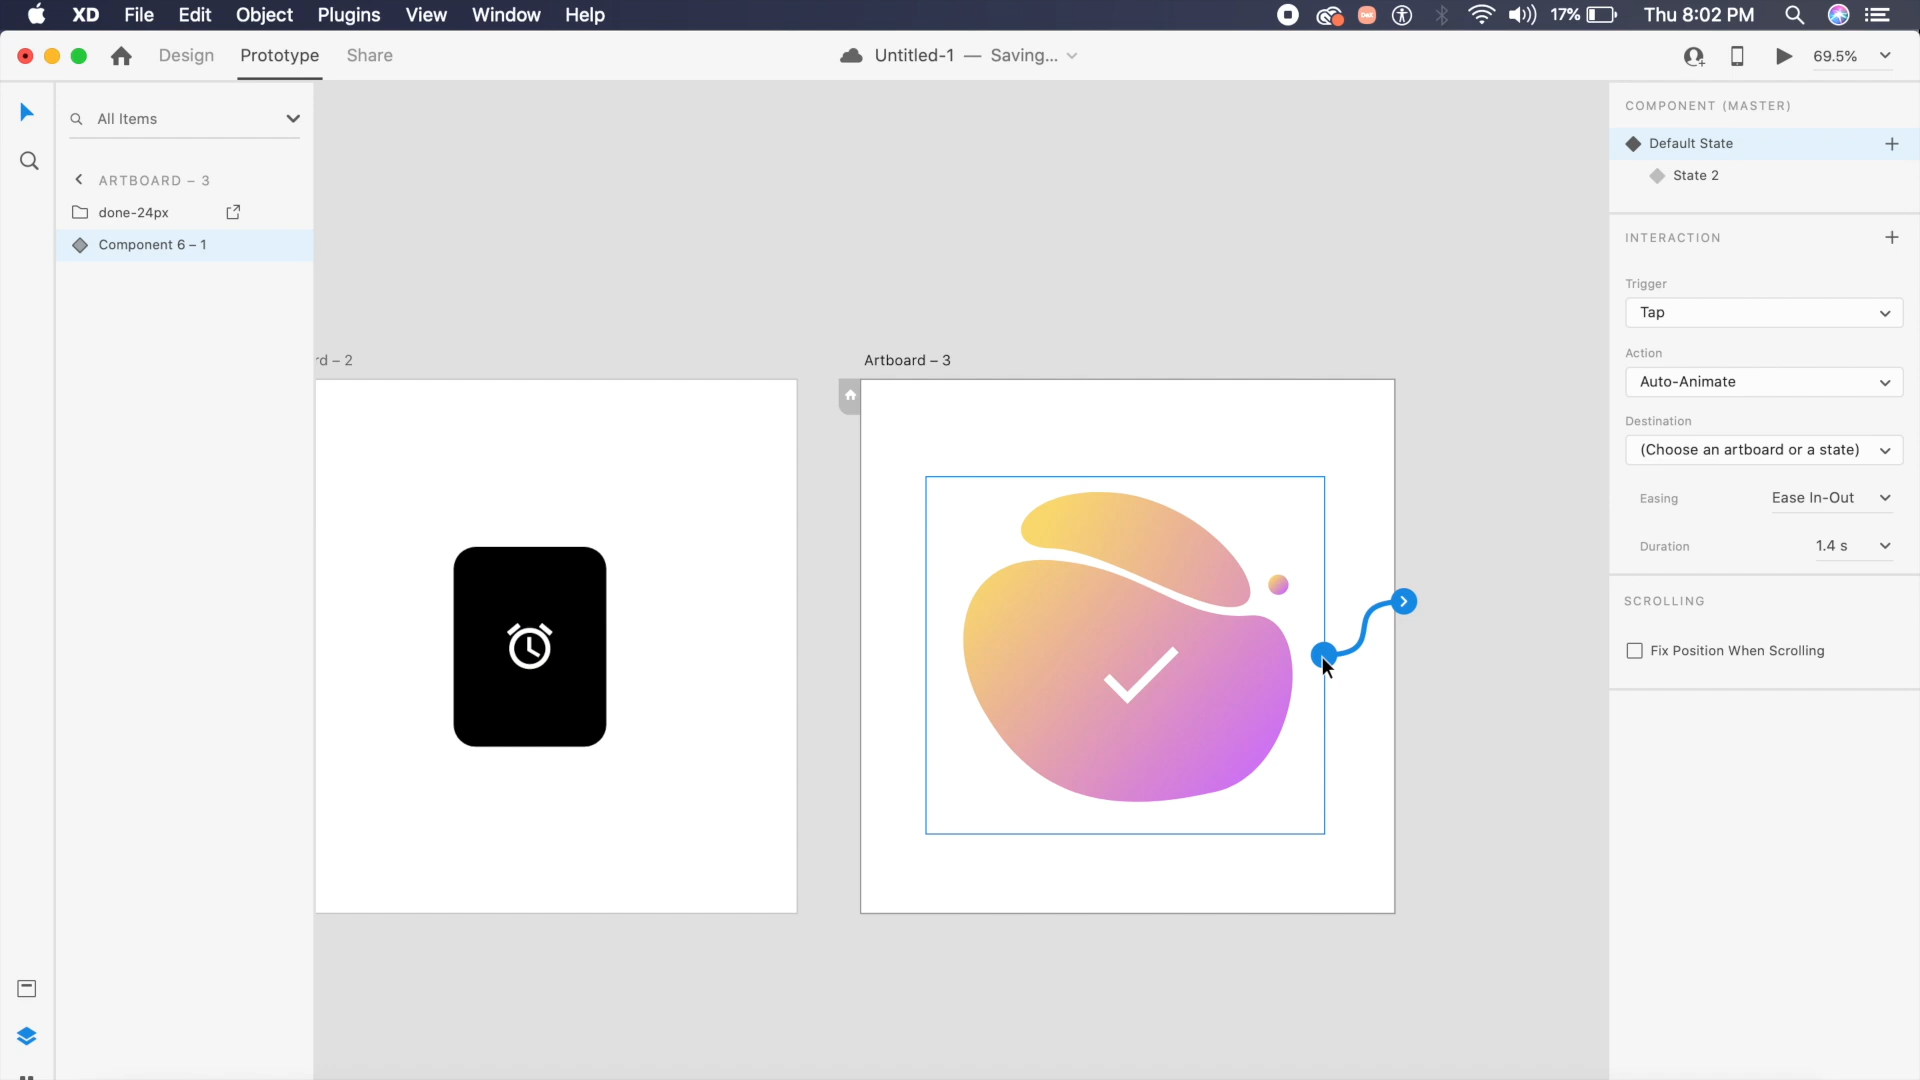 XD File Edit Object Plugins View Window Help 17% Thu 8:02 PM
Design Prototype Share Untitled-1 — Saving... 69.5%
All Items
ARTBOARD – 3
done-24px
Component 6 – 1
rd – 2
Artboard – 3
COMPONENT (MASTER)
Default State
State 2
INTERACTION
Trigger
Tap
Action
Auto-Animate
Destination
(Choose an artboard or a state)
Easing Ease In-Out
Duration 1.4 s
SCROLLING
Fix Position When Scrolling